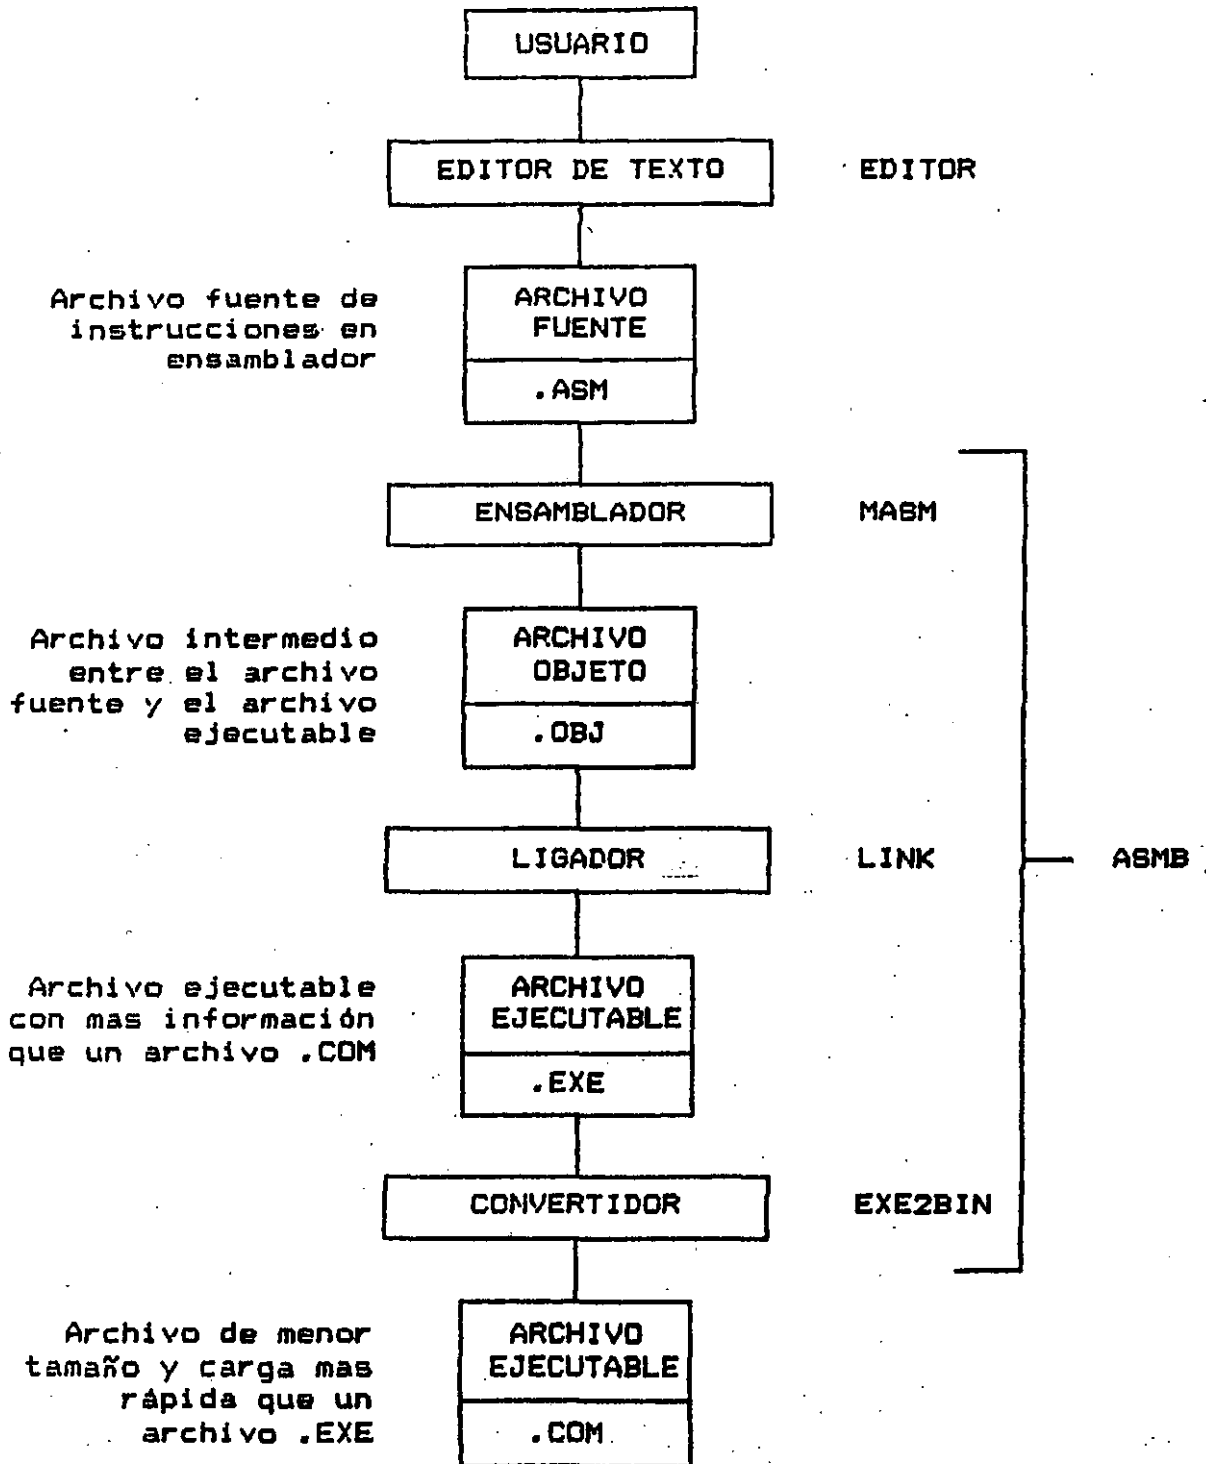 USUARIO
EDITOR DE TEXTO
EDITOR
Archivo fuente de
instrucciones en
ensamblador
ARCHIVO
FUENTE
.ASM
ENSAMBLADOR
MASM
Archivo intermedio
entre el archivo
fuente y el archivo
ejecutable
ARCHIVO
OBJETO
.OBJ
LIGADOR
LINK
ASMB
Archivo ejecutable
con mas información
que un archivo .COM
ARCHIVO
EJECUTABLE
.EXE
CONVERTIDOR
EXE2BIN
Archivo de menor
tamaño y carga mas
rápida que un
archivo .EXE
ARCHIVO
EJECUTABLE
.COM